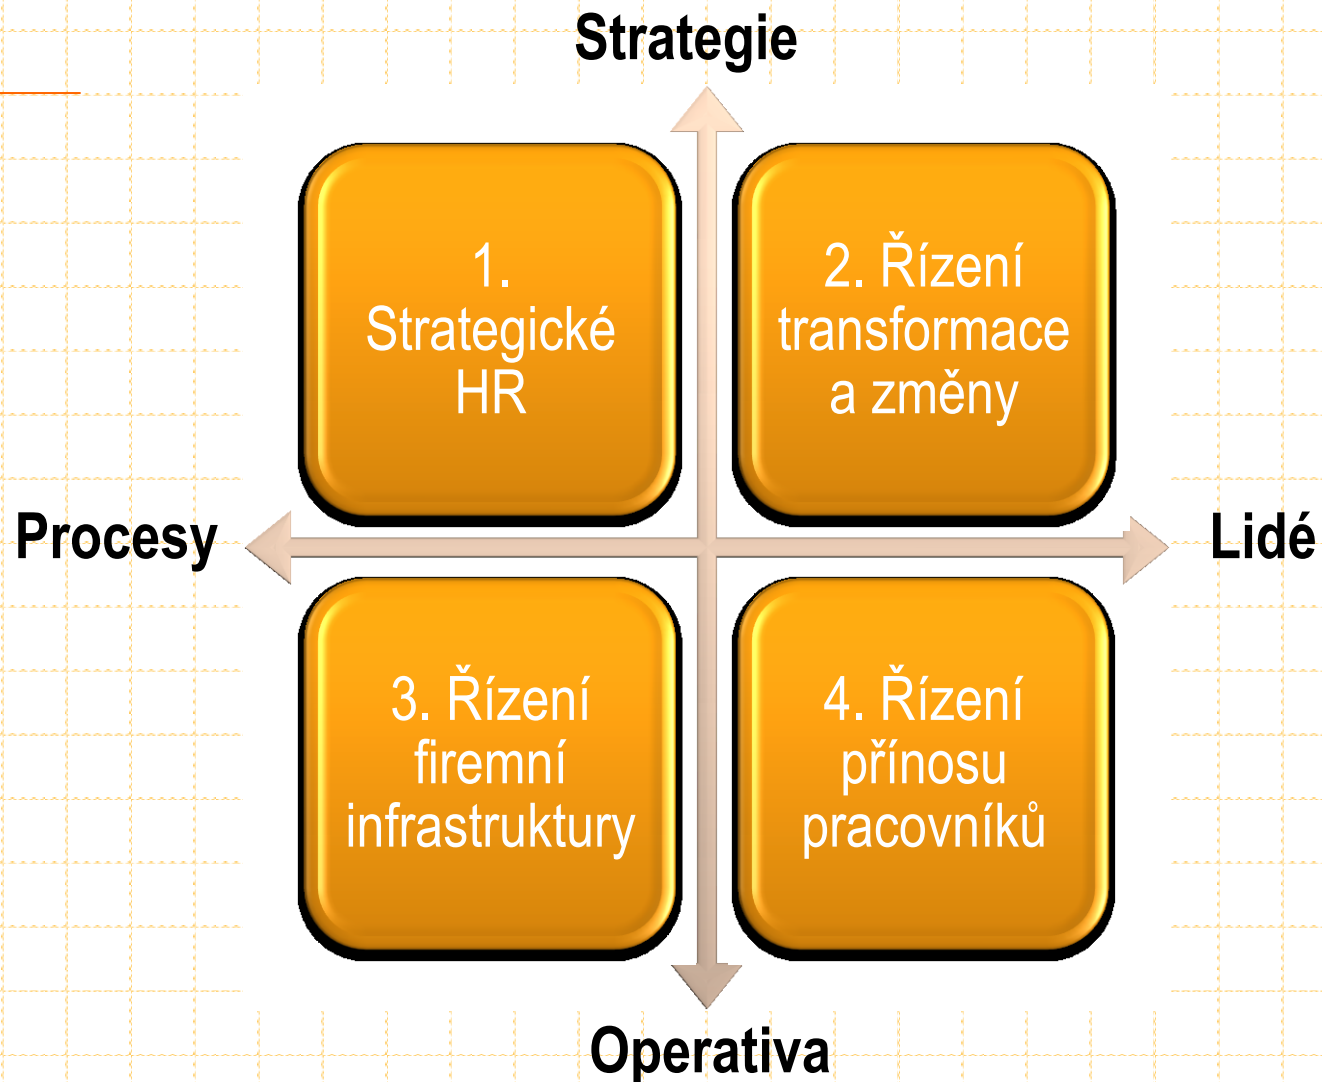 Strategie
1.
Strategické
HR
2. Řízení
transformace
a změny
Procesy
Lidé
3. Řízení
firemní
infrastruktury
4. Řízení
přínosu
pracovníků
Operativa